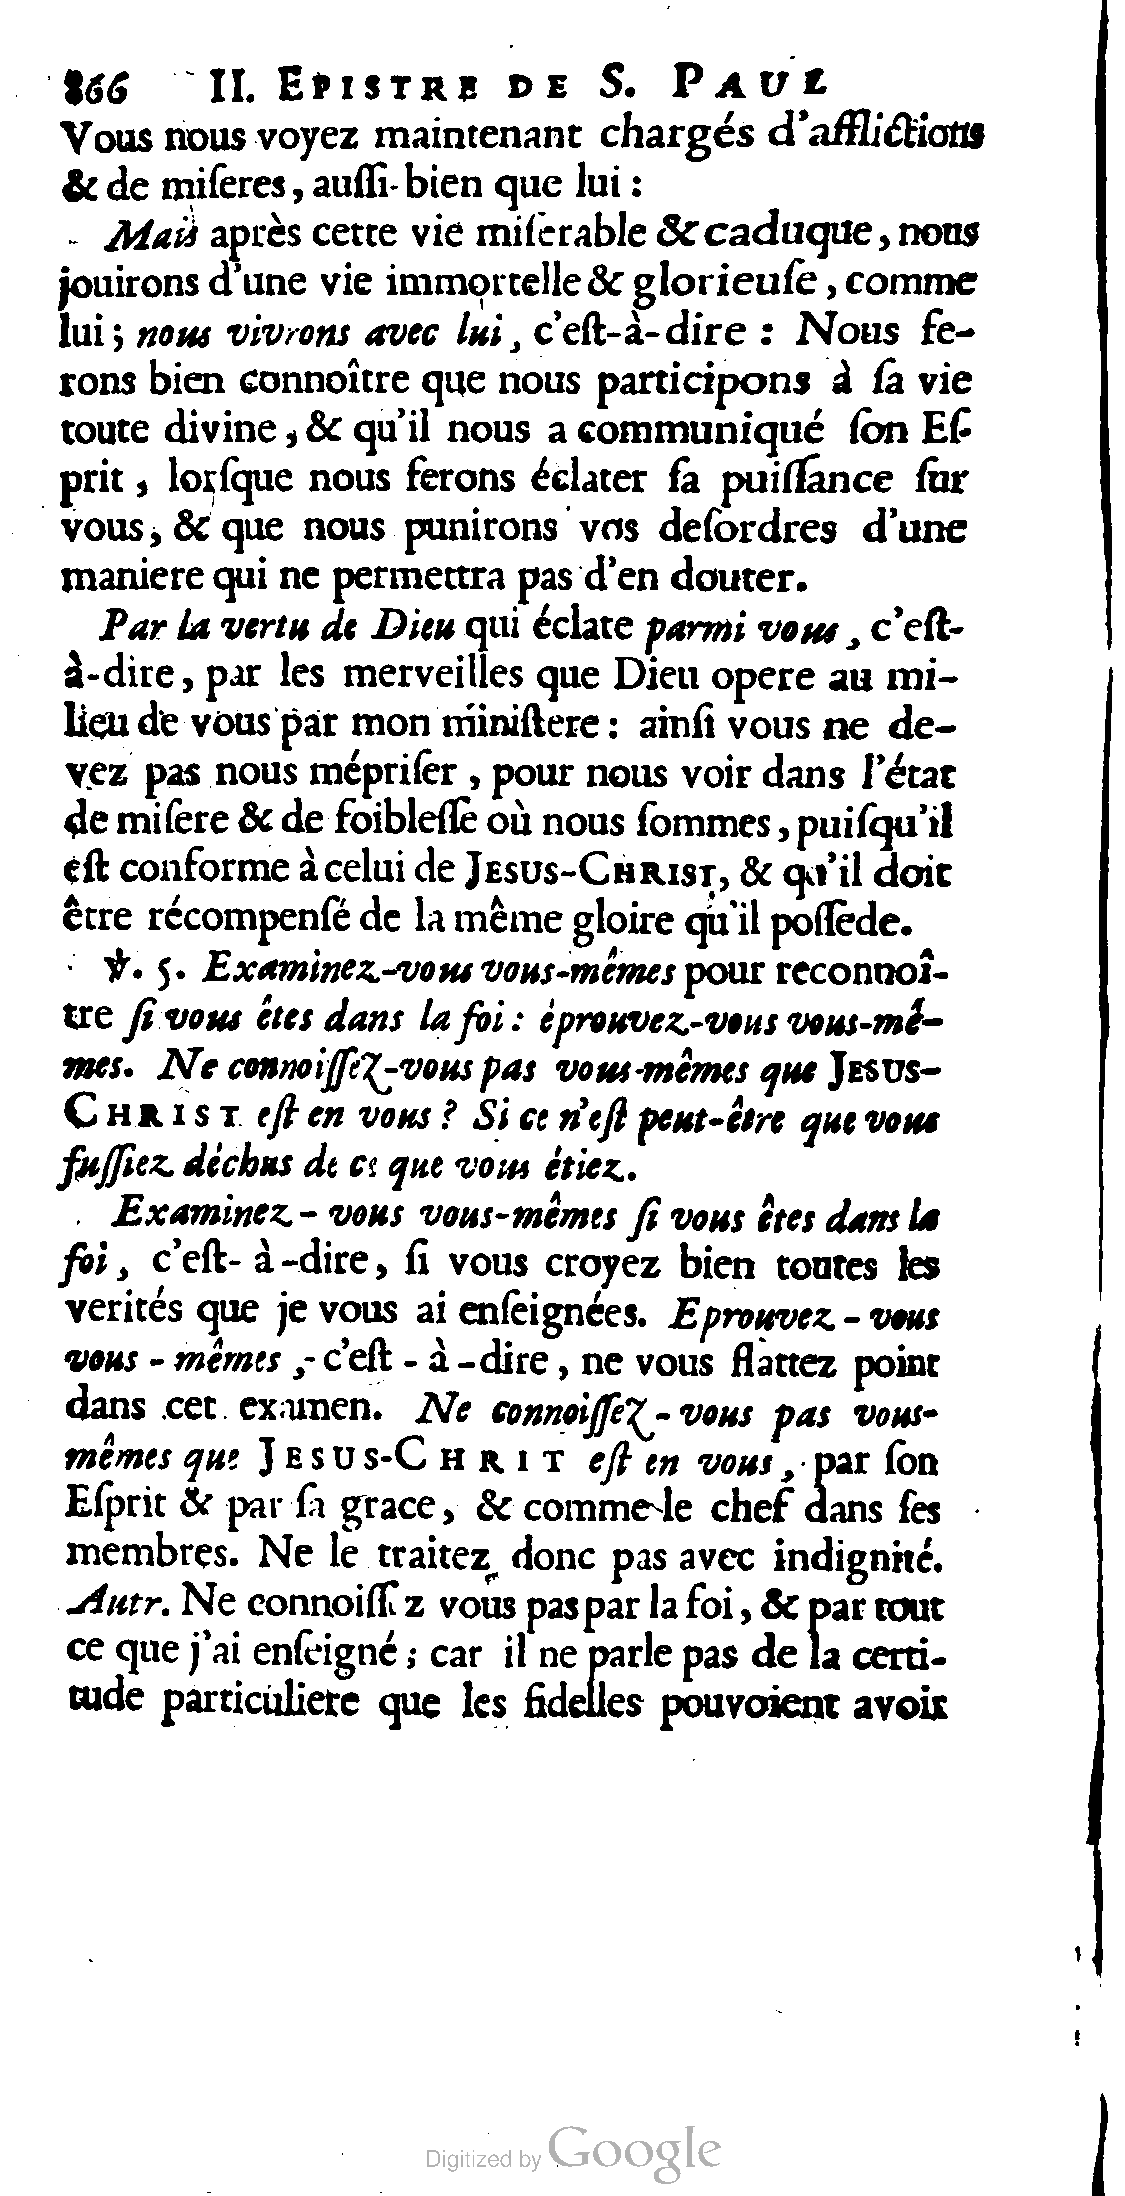 866 II. EPISTRE DE S. PAUL
Vous nous voyez maintenant chargés d'afflictions
& de miſeres, auſſi-bien que lui :
Mais après cette vie miſerable & caduque, nous
jouirons d'une vie immortelle & glorieuſe, comme
lui ; nous vivrons avec lui, c'eſt-à-dire : Nous fe-
rons bien connoître que nous participons à ſa vie
toute divine, & qu'il nous a communiqué ſon Eſ-
prit, lorſque nous ferons éclater ſa puiſſance ſur
vous, & que nous punirons vos deſordres d'une
maniere qui ne permettra pas d'en douter.
Par la vertu de Dieu qui éclate parmi vous, c'eſt-
à-dire, par les merveilles que Dieu opere au mi-
lieu de vous par mon miniſtere : ainſi vous ne de-
vez pas nous mépriſer, pour nous voir dans l'état
de miſere & de foibleſſe où nous ſommes, puiſqu'il
eſt conforme à celui de JESUS-CHRIST, & qu'il doit
être récompenſé de la même gloire qu'il poſſede.
℣. 5. Examinez-vous vous-mêmes pour reconnoî-
tre ſi vous êtes dans la foi : éprouvez-vous vous-mê-
mes. Ne connoiſſez-vous pas vous-mêmes que JESUS-
CHRIST eſt en vous ? Si ce n'eſt peut-être que vous
fuſſiez déchus de ce que vous étiez.
Examinez-vous vous-mêmes ſi vous êtes dans la
foi, c'eſt-à-dire, ſi vous croyez bien toutes les
verités que je vous ai enſeignées. Eprouvez-vous
vous-mêmes, c'eſt-à-dire, ne vous flattez point
dans cet examen. Ne connoiſſez-vous pas vous-
mêmes que JESUS-CHRIT eſt en vous, par ſon
Eſprit & par ſa grace, & comme le chef dans ſes
membres. Ne le traitez donc pas avec indignité.
Autr. Ne connoiſſez vous pas par la foi, & par tout
ce que j'ai enſeigné ; car il ne parle pas de la certi-
tude particuliere que les fidelles pouvoient avoir
Digitized by Google